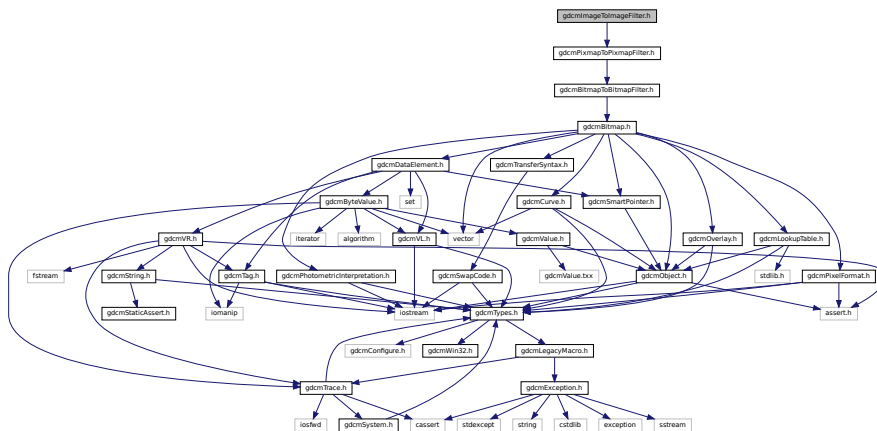 gdcmImageToImageFilter.h
gdcmPixmapToPixmapFilter.h
gdcmBitmapToBitmapFilter.h
gdcmBitmap.h
gdcmDataElement.h
gdcmTransferSyntax.h
gdcmByteValue.h
set
gdcmCurve.h
gdcmSmartPointer.h
gdcmVR.h
iterator
algorithm
gdcmVL.h
vector
gdcmValue.h
gdcmOverlay.h
gdcmLookupTable.h
fstream
gdcmString.h
gdcmTag.h
gdcmPhotometricInterpretation.h
gdcmSwapCode.h
gdcmValue.txx
gdcmObject.h
stdlib.h
gdcmPixelFormat.h
gdcmStaticAssert.h
iomanip
iostream
gdcmTypes.h
assert.h
gdcmConfigure.h
gdcmWin32.h
gdcmLegacyMacro.h
gdcmTrace.h
gdcmException.h
iosfwd
gdcmSystem.h
cassert
stdexcept
string
cstdlib
exception
sstream